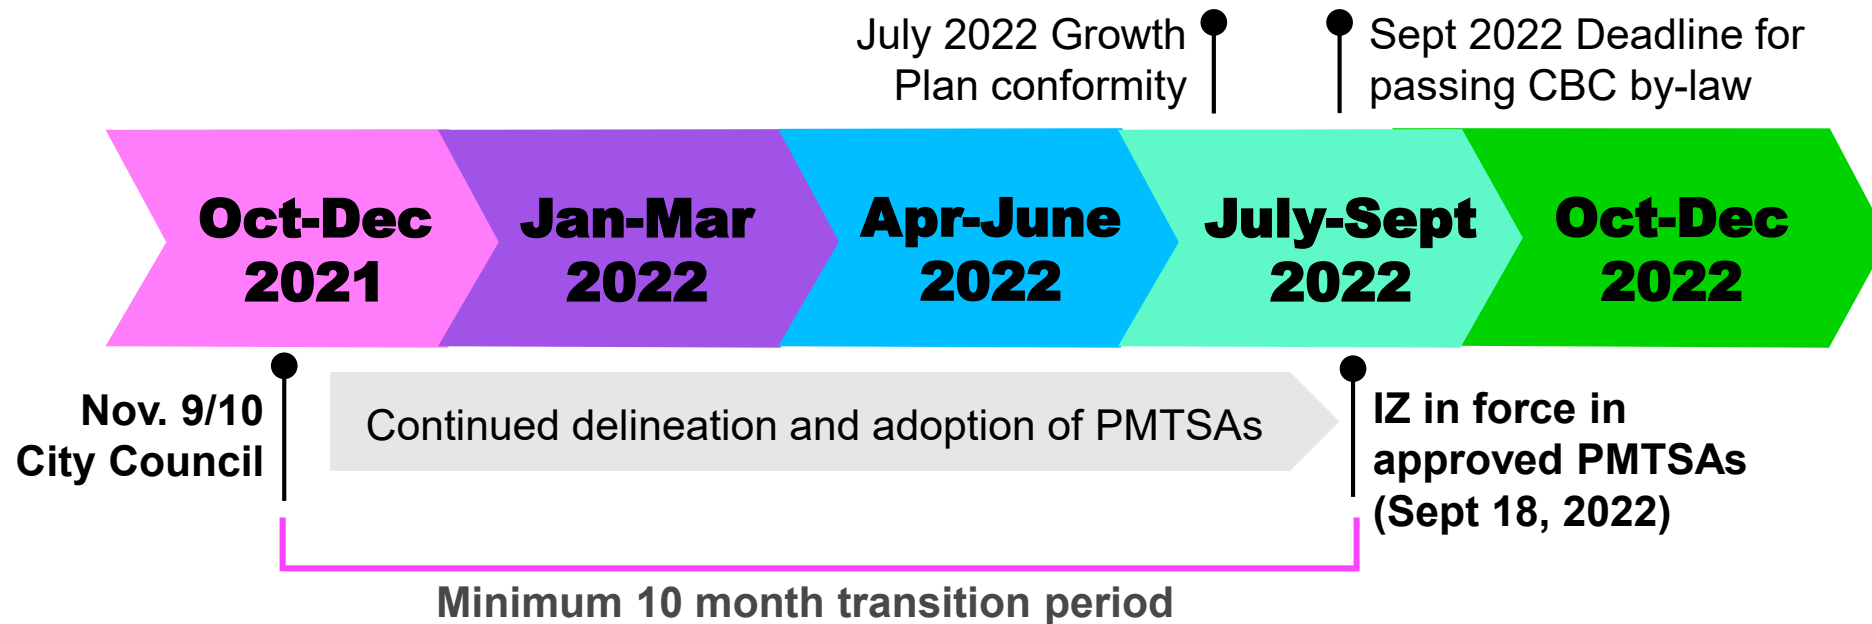 July 2022 Growth
Plan conformity
Sept 2022 Deadline for
passing CBC by-law
Oct-Dec
2021
Jan-Mar
2022
Apr-June
2022
July-Sept
2022
Oct-Dec
2022
Nov. 9/10
City Council
Continued delineation and adoption of PMTSAs
IZ in force in
approved PMTSAs
(Sept 18, 2022)
Minimum 10 month transition period